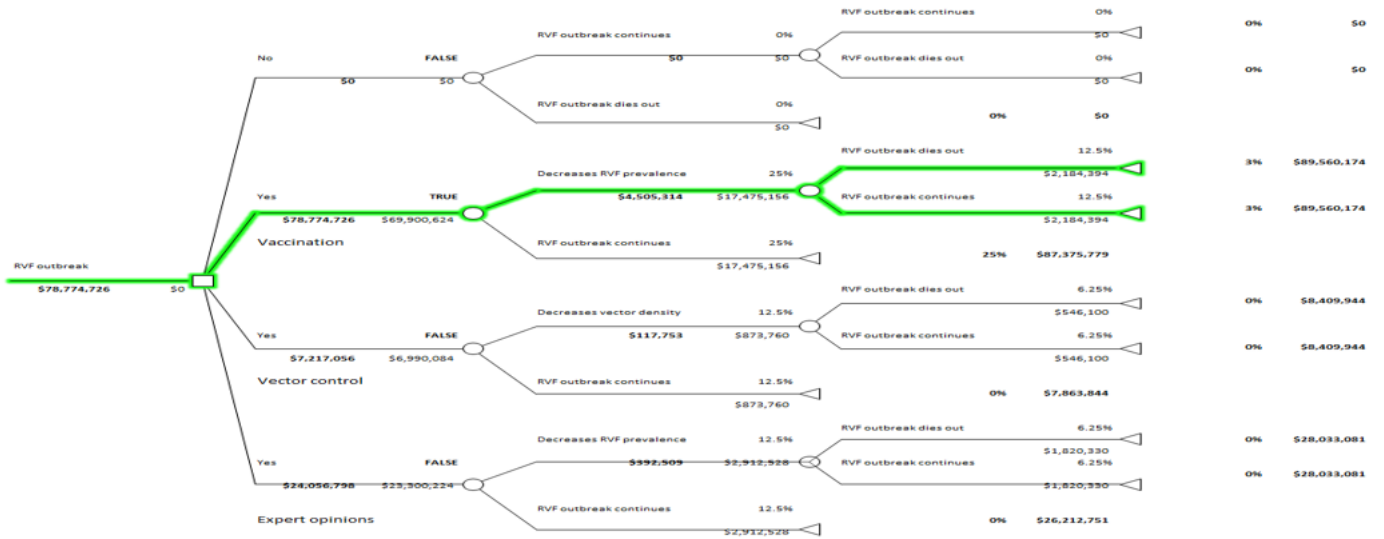 RVF outbreak continues 0%
0% $0
$0
RVF outbreak continues 0%
No FALSE
$0 $0
RVF outbreak dies out 0%
0% $0
$0 $0
$0
RVF outbreak dies out 0%
0% $0
$0
RVF outbreak dies out 12.5%
3% $89,560,174
Decreases RVF prevalence 25%
$2,184,394
Yes TRUE
$4,505,314 $17,475,156
RVF outbreak continues 12.5%
3% $89,560,174
$78,774,726 $69,900,624
$2,184,394
Vaccination
RVF outbreak continues 25%
25% $87,375,779
RVF outbreak
$17,475,156
$78,774,726 $0
RVF outbreak dies out 6.25%
0% $8,409,944
Decreases vector density 12.5%
$546,100
Yes FALSE
$117,753 $873,760
RVF outbreak continues 6.25%
0% $8,409,944
$7,217,056 $6,990,084
$546,100
Vector control
RVF outbreak continues 12.5%
0% $7,863,844
$873,760
RVF outbreak dies out 6.25%
Decreases RVF prevalence 12.5%
0% $28,033,081
$1,820,330
Yes FALSE
$392,509 $2,912,528
RVF outbreak continues 6.25%
0% $28,033,081
$24,056,798 $23,300,224
$1,820,330
RVF outbreak continues 12.5%
Expert opinions
0% $26,212,751
$2,912,528